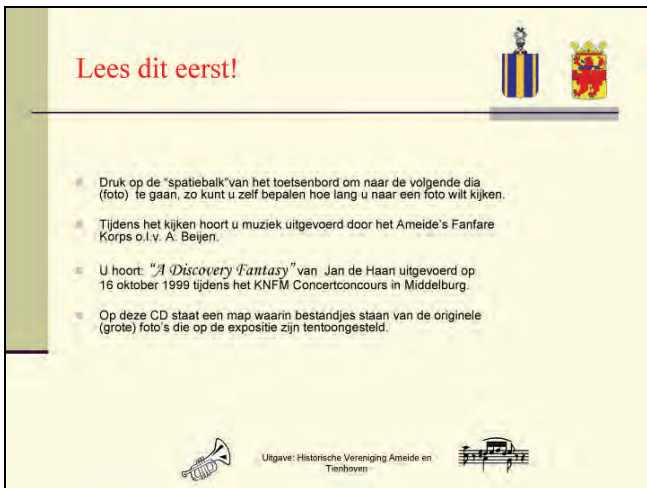 Lees dit eerst!
Druk op de “spatiebalk”van het toetsenbord om naar de volgende dia
(foto) te gaan, zo kunt u zelf bepalen hoe lang u naar een foto wilt kijken.
Tijdens het kijken hoort u muziek uitgevoerd door het Ameide's Fanfare
Korps o.l.v. A. Beijen.
U hoort: “A Discovery Fantasy” van Jan de Haan uitgevoerd op
16 oktober 1999 tijdens het KNFM Concertconcours in Middelburg.
Op deze CD staat een map waarin bestandjes staan van de originele
(grote) foto's die op de expositie zijn tentoongesteld.
Uitgave: Historische Vereniging Ameide en
Tienhoven